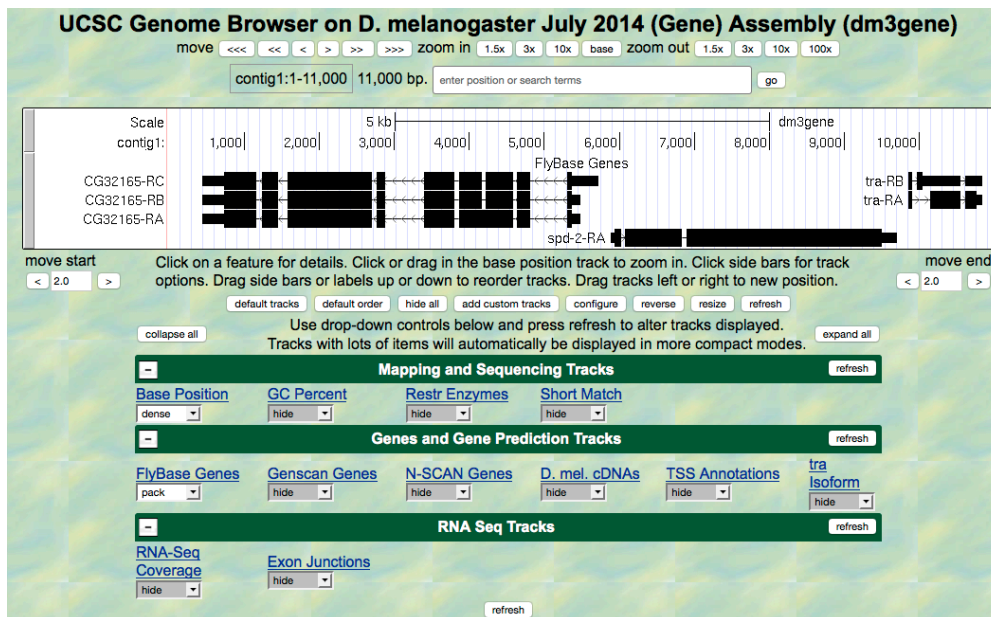 UCSC Genome Browser on D. melanogaster July 2014 (Gene) Assembly (dm3gene)
move <<< << < > >> >>> zoom in 1.5x 3x 10x base zoom out 1.5x 3x 10x 100x
contig1:1-11,000 11,000 bp. enter position or search terms go
Scale 5 kb dm3gene
contig1: 1,000 2,000 3,000 4,000 5,000 6,000 7,000 8,000 9,000 10,000
FlyBase Genes
CG32165-RC tra-RB
CG32165-RB tra-RA
CG32165-RA
spd-2-RA
move start Click on a feature for details. Click or drag in the base position track to zoom in. Click side bars for track move end
< 2.0 > options. Drag side bars or labels up or down to reorder tracks. Drag tracks left or right to new position. < 2.0 >
default tracks default order hide all add custom tracks configure reverse resize refresh
collapse all Use drop-down controls below and press refresh to alter tracks displayed. expand all
Tracks with lots of items will automatically be displayed in more compact modes.
- Mapping and Sequencing Tracks refresh
Base Position GC Percent Restr Enzymes Short Match
dense hide hide hide
- Genes and Gene Prediction Tracks refresh
FlyBase Genes Genscan Genes N-SCAN Genes D. mel. cDNAs TSS Annotations tra
Isoform
pack hide hide hide hide hide
- RNA Seq Tracks refresh
RNA-Seq
Coverage Exon Junctions
hide hide
refresh